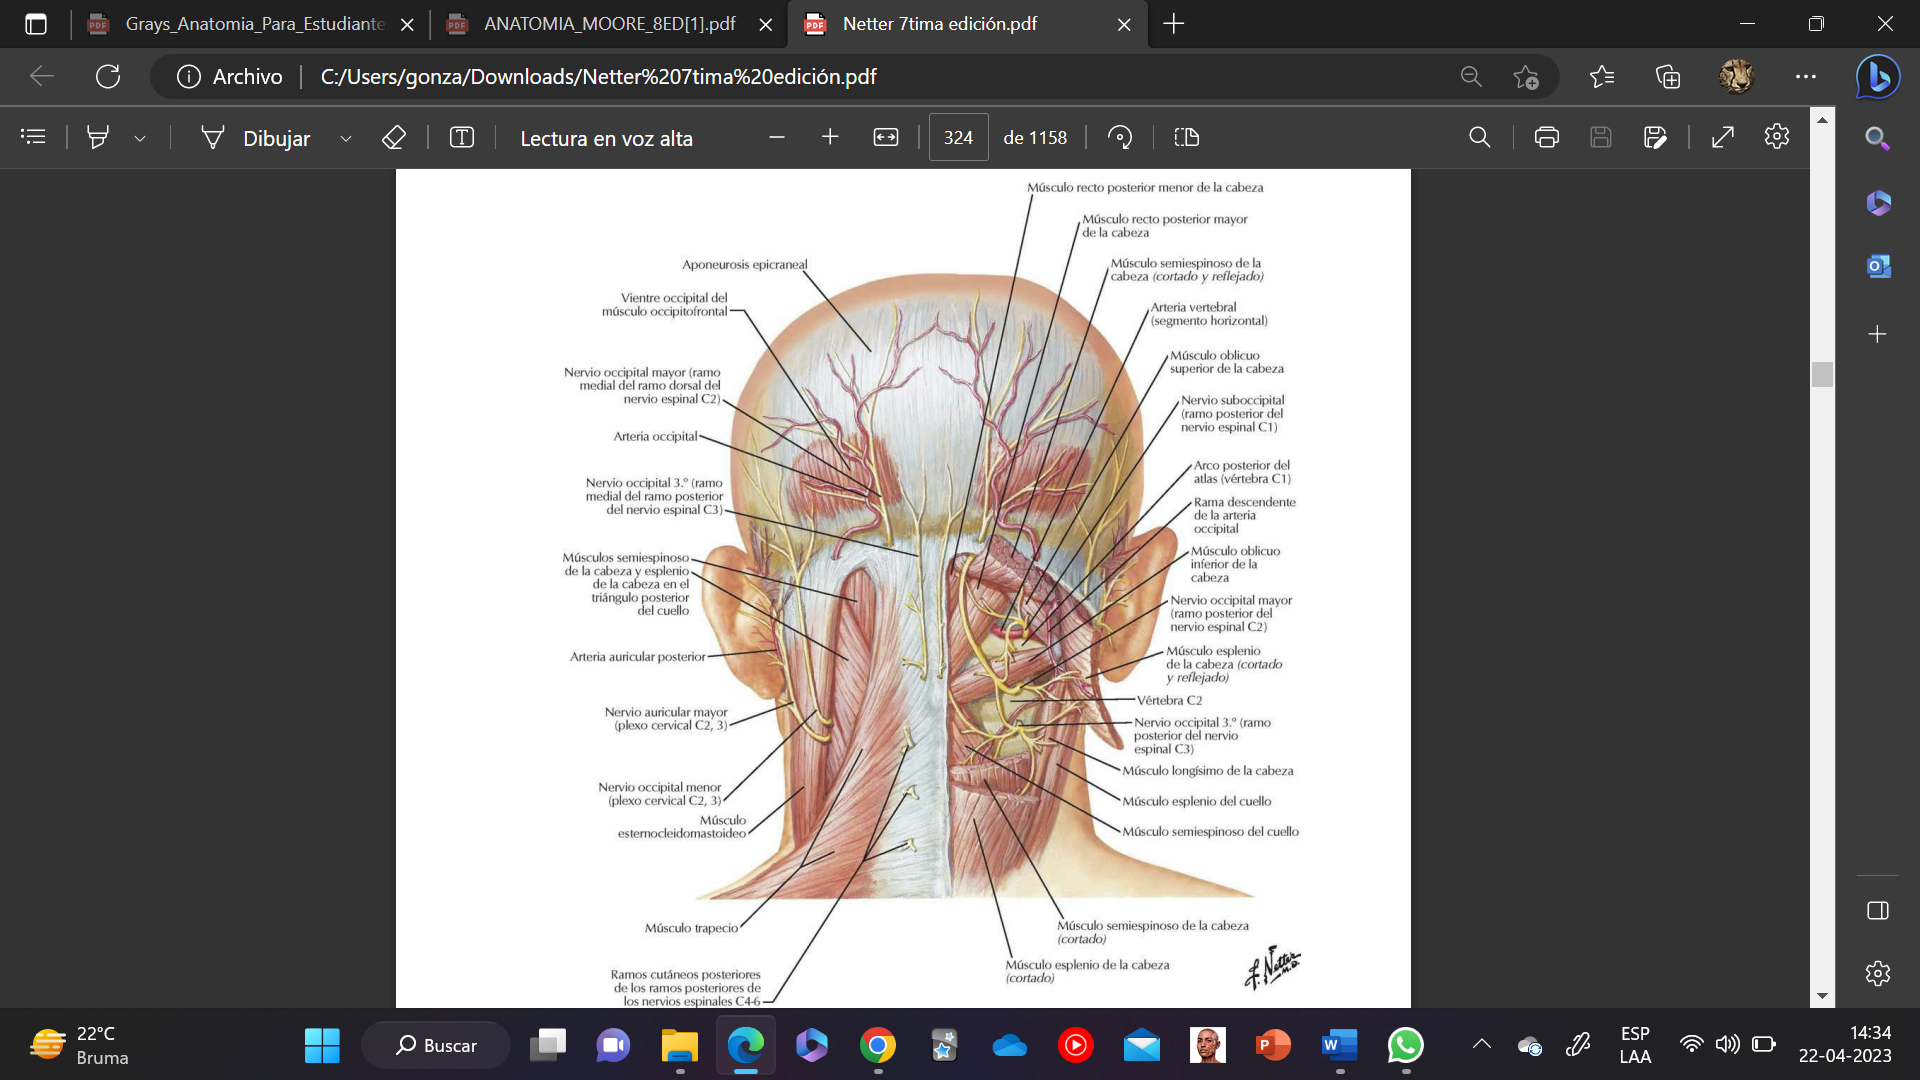 Grays_Anatomia_Para_Estudiante
ANATOMIA_MOORE_8ED[1].pdf
Netter 7tima edición.pdf
Archivo
C:/Users/gonza/Downloads/Netter%207tima%20edición.pdf
Dibujar
Lectura en voz alta
324
de 1158
Músculo recto posterior menor de la cabeza
Músculo recto posterior mayor
de la cabeza
Músculo semiespinoso de la
cabeza (cortado y reflejado)
Arteria vertebral
(segmento horizontal)
Músculo oblicuo
superior de la cabeza
Nervio suboccipital
(ramo posterior del
nervio espinal C1)
Arco posterior del
atlas (vértebra C1)
Rama descendente
de la arteria
occipital
Músculo oblicuo
inferior de la
cabeza
Nervio occipital mayor
(ramo posterior del
nervio espinal C2)
Músculo esplenio
de la cabeza (cortado
y reflejado)
Vértebra C2
Nervio occipital 3.º (ramo
posterior del nervio
espinal C3)
Músculo longísimo de la cabeza
Músculo esplenio del cuello
Músculo semiespinoso del cuello
Músculo semiespinoso de la cabeza
(cortado)
Músculo esplenio de la cabeza
(cortado)
Aponeurosis epicraneal
Vientre occipital del
músculo occipitofrontal
Nervio occipital mayor (ramo
medial del ramo dorsal del
nervio espinal C2)
Arteria occipital
Nervio occipital 3.º (ramo
medial del ramo posterior
del nervio espinal C3)
Músculos semiespinoso
de la cabeza y esplenio
de la cabeza en el
triángulo posterior
del cuello
Arteria auricular posterior
Nervio auricular mayor
(plexo cervical C2, 3)
Nervio occipital menor
(plexo cervical C2, 3)
Músculo
esternocleidomastoideo
Músculo trapecio
Ramos cutáneos posteriores
de los ramos posteriores de
los nervios espinales C4-6
F. Netter
M.D.
22°C
Bruma
Buscar
ESP
LAA
14:34
22-04-2023